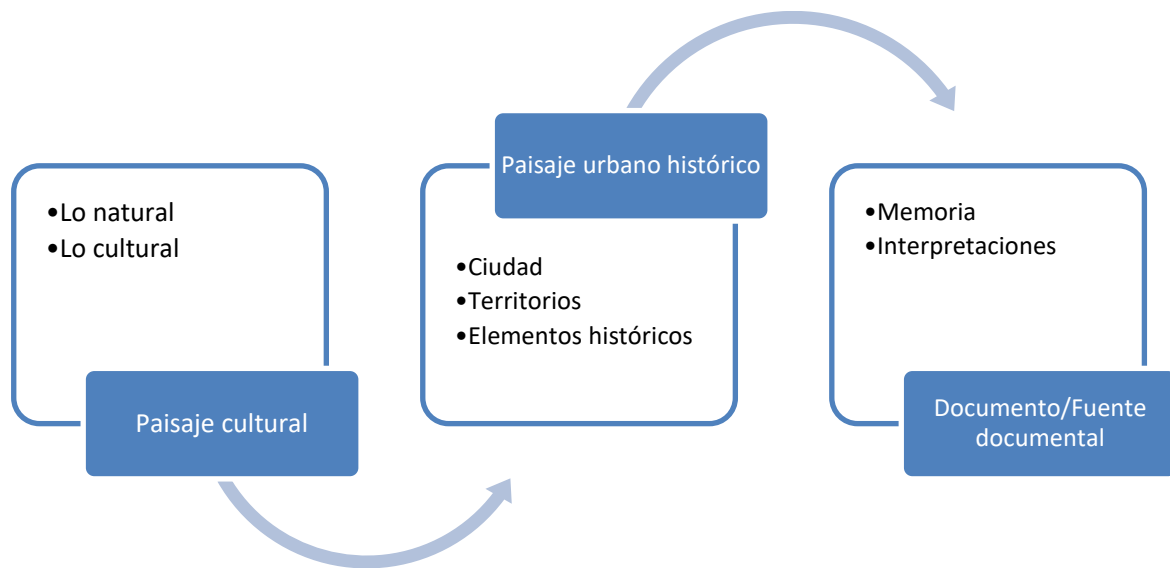 •Lo natural
•Lo cultural
Paisaje cultural
Paisaje urbano histórico
•Ciudad
•Territorios
•Elementos históricos
•Memoria
•Interpretaciones
Documento/Fuente
documental